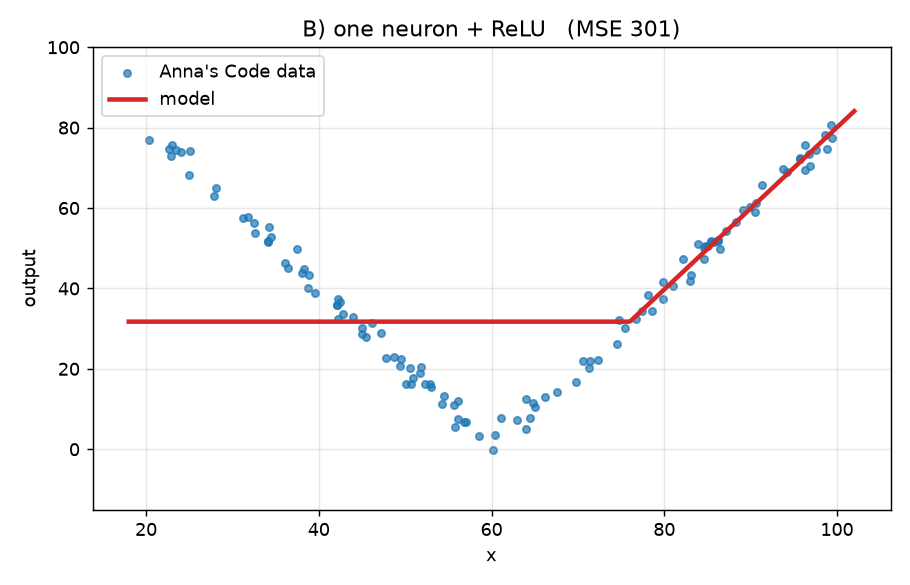 B) one neuron + ReLU (MSE 301)
Anna's Code data
model
100
80
60
40
20
0
output
20 40 60 80 100
x